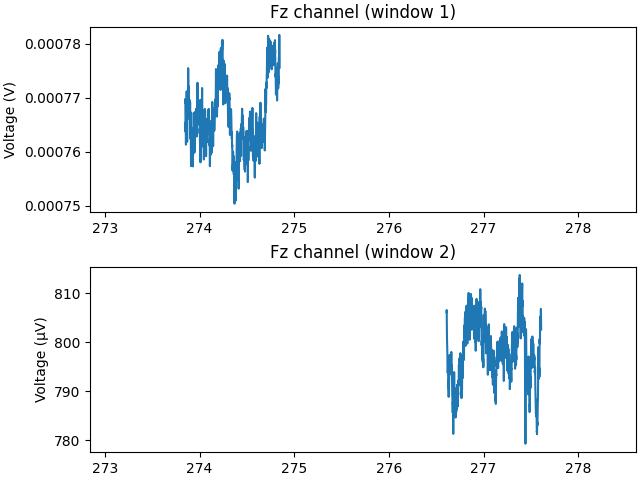 Fz channel (window 1)
Voltage (V)
0.00078
0.00077
0.00076
0.00075
273 274 275 276 277 278
Fz channel (window 2)
Voltage (µV)
810
800
790
780
273 274 275 276 277 278